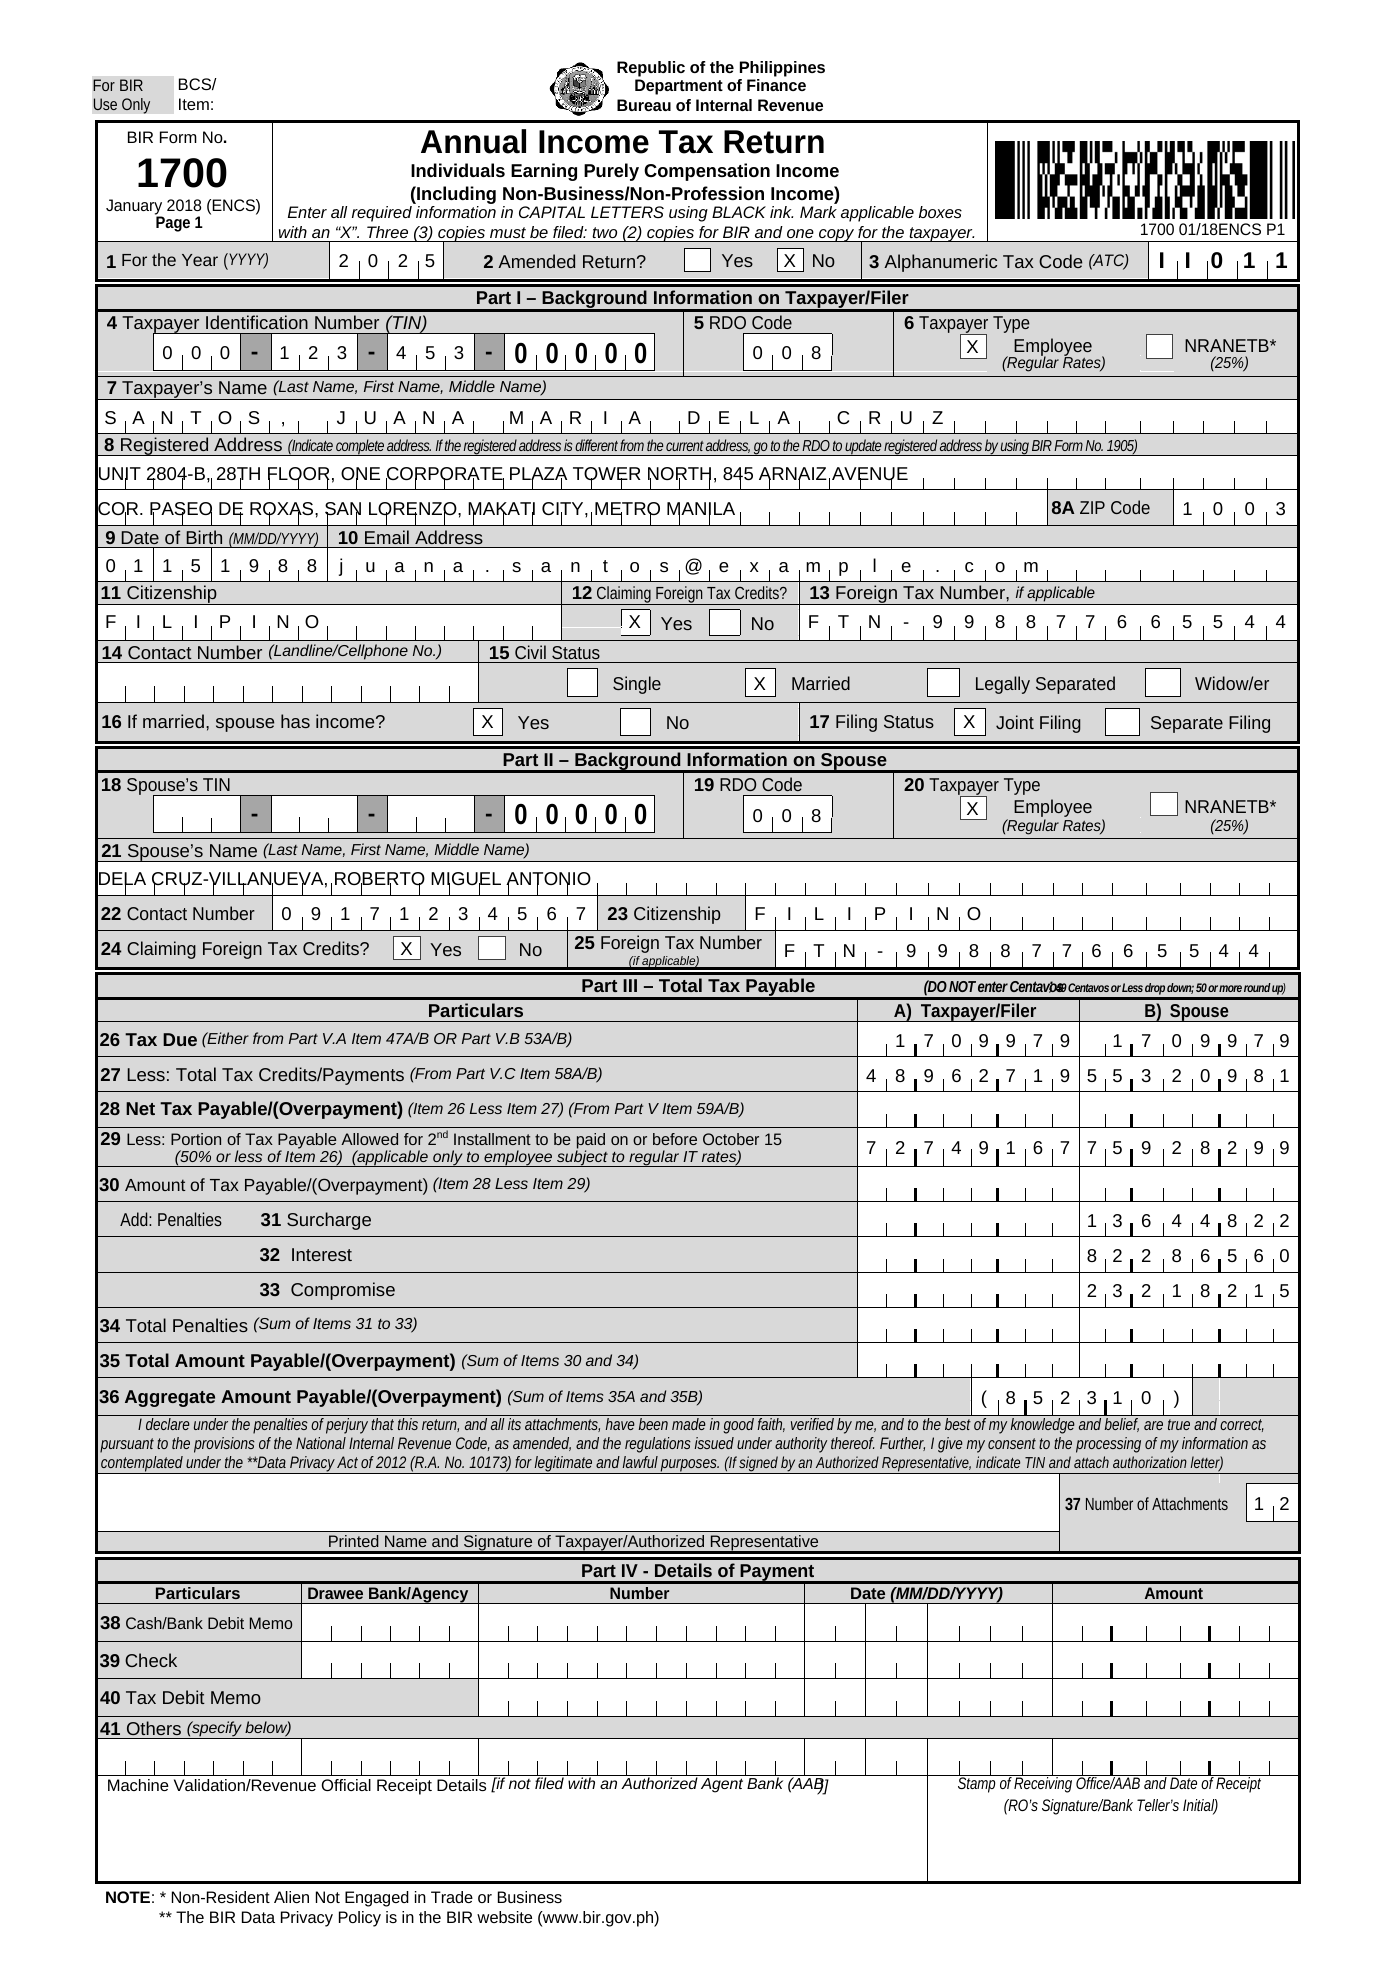 For BIR
Use Only
BCS/
Item:
Republic of the Philippines
Department of Finance
Bureau of Internal Revenue
BIR Form No.
1700
January 2018 (ENCS)
Page 1
Annual Income Tax Return
Individuals Earning Purely Compensation Income
(Including Non-Business/Non-Profession Income)
Enter all required information in CAPITAL LETTERS using BLACK ink. Mark applicable boxes
with an “X”. Three (3) copies must be filed: two (2) copies for BIR and one copy for the taxpayer.
1700 01/18ENCS P1
1 For the Year (YYYY) 2 0 2 5 2 Amended Return? Yes X No 3 Alphanumeric Tax Code (ATC) I I 0 1 1
Part I – Background Information on Taxpayer/Filer
4 Taxpayer Identification Number (TIN) 5 RDO Code 6 Taxpayer Type
0 0 0 - 1 2 3 - 4 5 3 - 0 0 0 0 0 0 0 8 X Employee NRANETB*
(Regular Rates) (25%)
7 Taxpayer’s Name (Last Name, First Name, Middle Name)
S A N T O S , J U A N A M A R I A D E L A C R U Z
8 Registered Address (Indicate complete address. If the registered address is different from the current address, go to the RDO to update registered address by using BIR Form No. 1905)
UNIT 2804-B, 28TH FLOOR, ONE CORPORATE PLAZA TOWER NORTH, 845 ARNAIZ AVENUE
COR. PASEO DE ROXAS, SAN LORENZO, MAKATI CITY, METRO MANILA 8A ZIP Code 1 0 0 3
9 Date of Birth (MM/DD/YYYY) 10 Email Address
0 1 1 5 1 9 8 8 j u a n a . s a n t o s @ e x a m p l e . c o m
11 Citizenship 12 Claiming Foreign Tax Credits? 13 Foreign Tax Number, if applicable
F I L I P I N O X Yes No F T N - 9 9 8 8 7 7 6 6 5 5 4 4
14 Contact Number (Landline/Cellphone No.) 15 Civil Status
Single X Married Legally Separated Widow/er
16 If married, spouse has income? X Yes No 17 Filing Status X Joint Filing Separate Filing
Part II – Background Information on Spouse
18 Spouse’s TIN 19 RDO Code 20 Taxpayer Type
- - - 0 0 0 0 0 0 0 8 X Employee NRANETB*
(Regular Rates) (25%)
21 Spouse’s Name (Last Name, First Name, Middle Name)
DELA CRUZ-VILLANUEVA, ROBERTO MIGUEL ANTONIO
22 Contact Number 0 9 1 7 1 2 3 4 5 6 7 23 Citizenship F I L I P I N O
24 Claiming Foreign Tax Credits? X Yes No 25 Foreign Tax Number F T N - 9 9 8 8 7 7 6 6 5 5 4 4
(if applicable)
Part III – Total Tax Payable (DO NOT enter Centavos Centavos or Less drop down; 50 or more round up)
Particulars A) Taxpayer/Filer B) Spouse
26 Tax Due (Either from Part V.A Item 47A/B OR Part V.B 53A/B) 1 7 0 9 9 7 9 1 7 0 9 9 7 9
27 Less: Total Tax Credits/Payments (From Part V.C Item 58A/B) 4 8 9 6 2 7 1 9 5 5 3 2 0 9 8 1
28 Net Tax Payable/(Overpayment) (Item 26 Less Item 27) (From Part V Item 59A/B)
29 Less: Portion of Tax Payable Allowed for 2nd Installment to be paid on or before October 15 7 2 7 4 9 1 6 7 7 5 9 2 8 2 9 9
(50% or less of Item 26) (applicable only to employee subject to regular IT rates)
30 Amount of Tax Payable/(Overpayment) (Item 28 Less Item 29)
Add: Penalties 31 Surcharge 1 3 6 4 4 8 2 2
32 Interest 8 2 2 8 6 5 6 0
33 Compromise 2 3 2 1 8 2 1 5
34 Total Penalties (Sum of Items 31 to 33)
35 Total Amount Payable/(Overpayment) (Sum of Items 30 and 34)
36 Aggregate Amount Payable/(Overpayment) (Sum of Items 35A and 35B) ( 8 5 2 3 1 0 )
I declare under the penalties of perjury that this return, and all its attachments, have been made in good faith, verified by me, and to the best of my knowledge and belief, are true and correct,
pursuant to the provisions of the National Internal Revenue Code, as amended, and the regulations issued under authority thereof. Further, I give my consent to the processing of my information as
contemplated under the **Data Privacy Act of 2012 (R.A. No. 10173) for legitimate and lawful purposes. (If signed by an Authorized Representative, indicate TIN and attach authorization letter)
37 Number of Attachments 1 2
Printed Name and Signature of Taxpayer/Authorized Representative
Part IV - Details of Payment
Particulars Drawee Bank/Agency Number Date (MM/DD/YYYY) Amount
38 Cash/Bank Debit Memo
39 Check
40 Tax Debit Memo
41 Others (specify below)
Machine Validation/Revenue Official Receipt Details [if not filed with an Authorized Agent Bank (AAB)]
Stamp of Receiving Office/AAB and Date of Receipt
(RO’s Signature/Bank Teller’s Initial)
NOTE: * Non-Resident Alien Not Engaged in Trade or Business
** The BIR Data Privacy Policy is in the BIR website (www.bir.gov.ph)